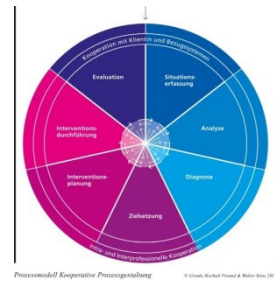 Kooperation mit Klientin und Bezugssystemen
Evaluation
Situations-
erfassung
Interventions-
durchführung
Analyse
Interventions-
planung
Diagnose
Zielsetzung
Intra- und interprofessionelle Kooperation
Prozessmodell Kooperative Prozessgestaltung
© Ursula Hochuli Freund & Walter Stotz